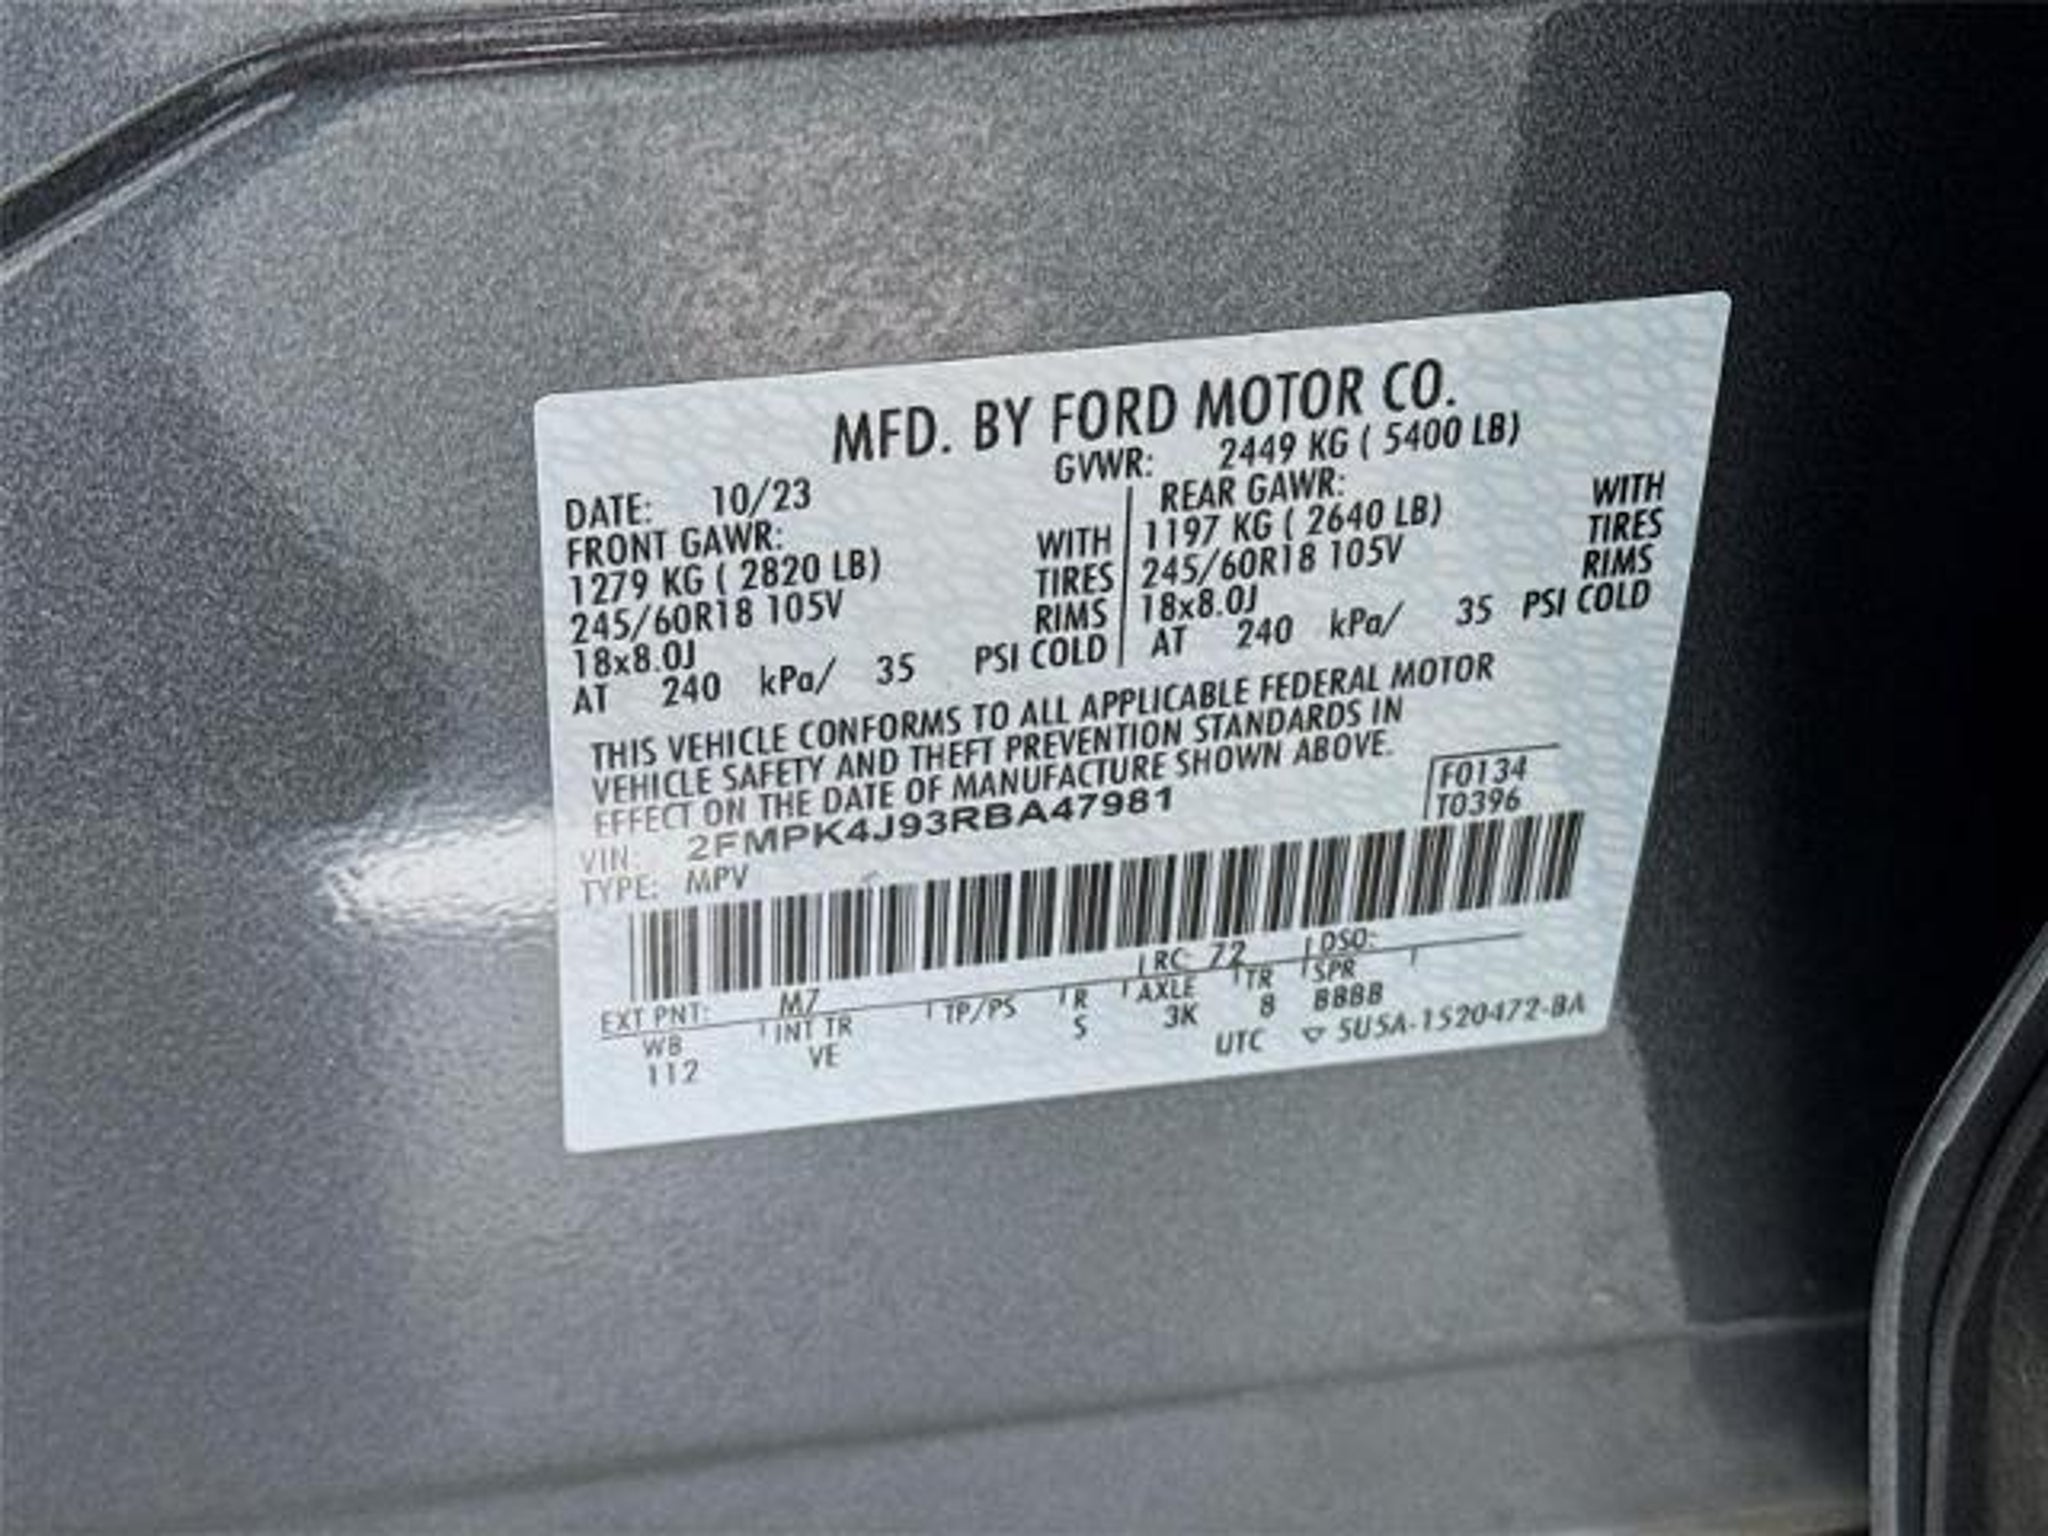 MFD. BY FORD MOTOR CO.
DATE: 10/23 GVWR: 2449 KG ( 5400 LB)
FRONT GAWR: REAR GAWR:
1279 KG ( 2820 LB) WITH 1197 KG ( 2640 LB) WITH
245/60R18 105V TIRES 245/60R18 105V TIRES
18x8.0J RIMS 18x8.0J RIMS
AT 240 kPa/ 35 PSI COLD AT 240 kPa/ 35 PSI COLD
THIS VEHICLE CONFORMS TO ALL APPLICABLE FEDERAL MOTOR
VEHICLE SAFETY AND THEFT PREVENTION STANDARDS IN
EFFECT ON THE DATE OF MANUFACTURE SHOWN ABOVE.
VIN: 2FMPK4J93RBA47981 F0134
TYPE: MPV T0396
EXT PNT: M7 RC: 72 DSO:
WB INT TR TP/PS R AXLE TR SPR
112 VE S 3K 8 BBBB
UTC 5U5A-1520472-BA